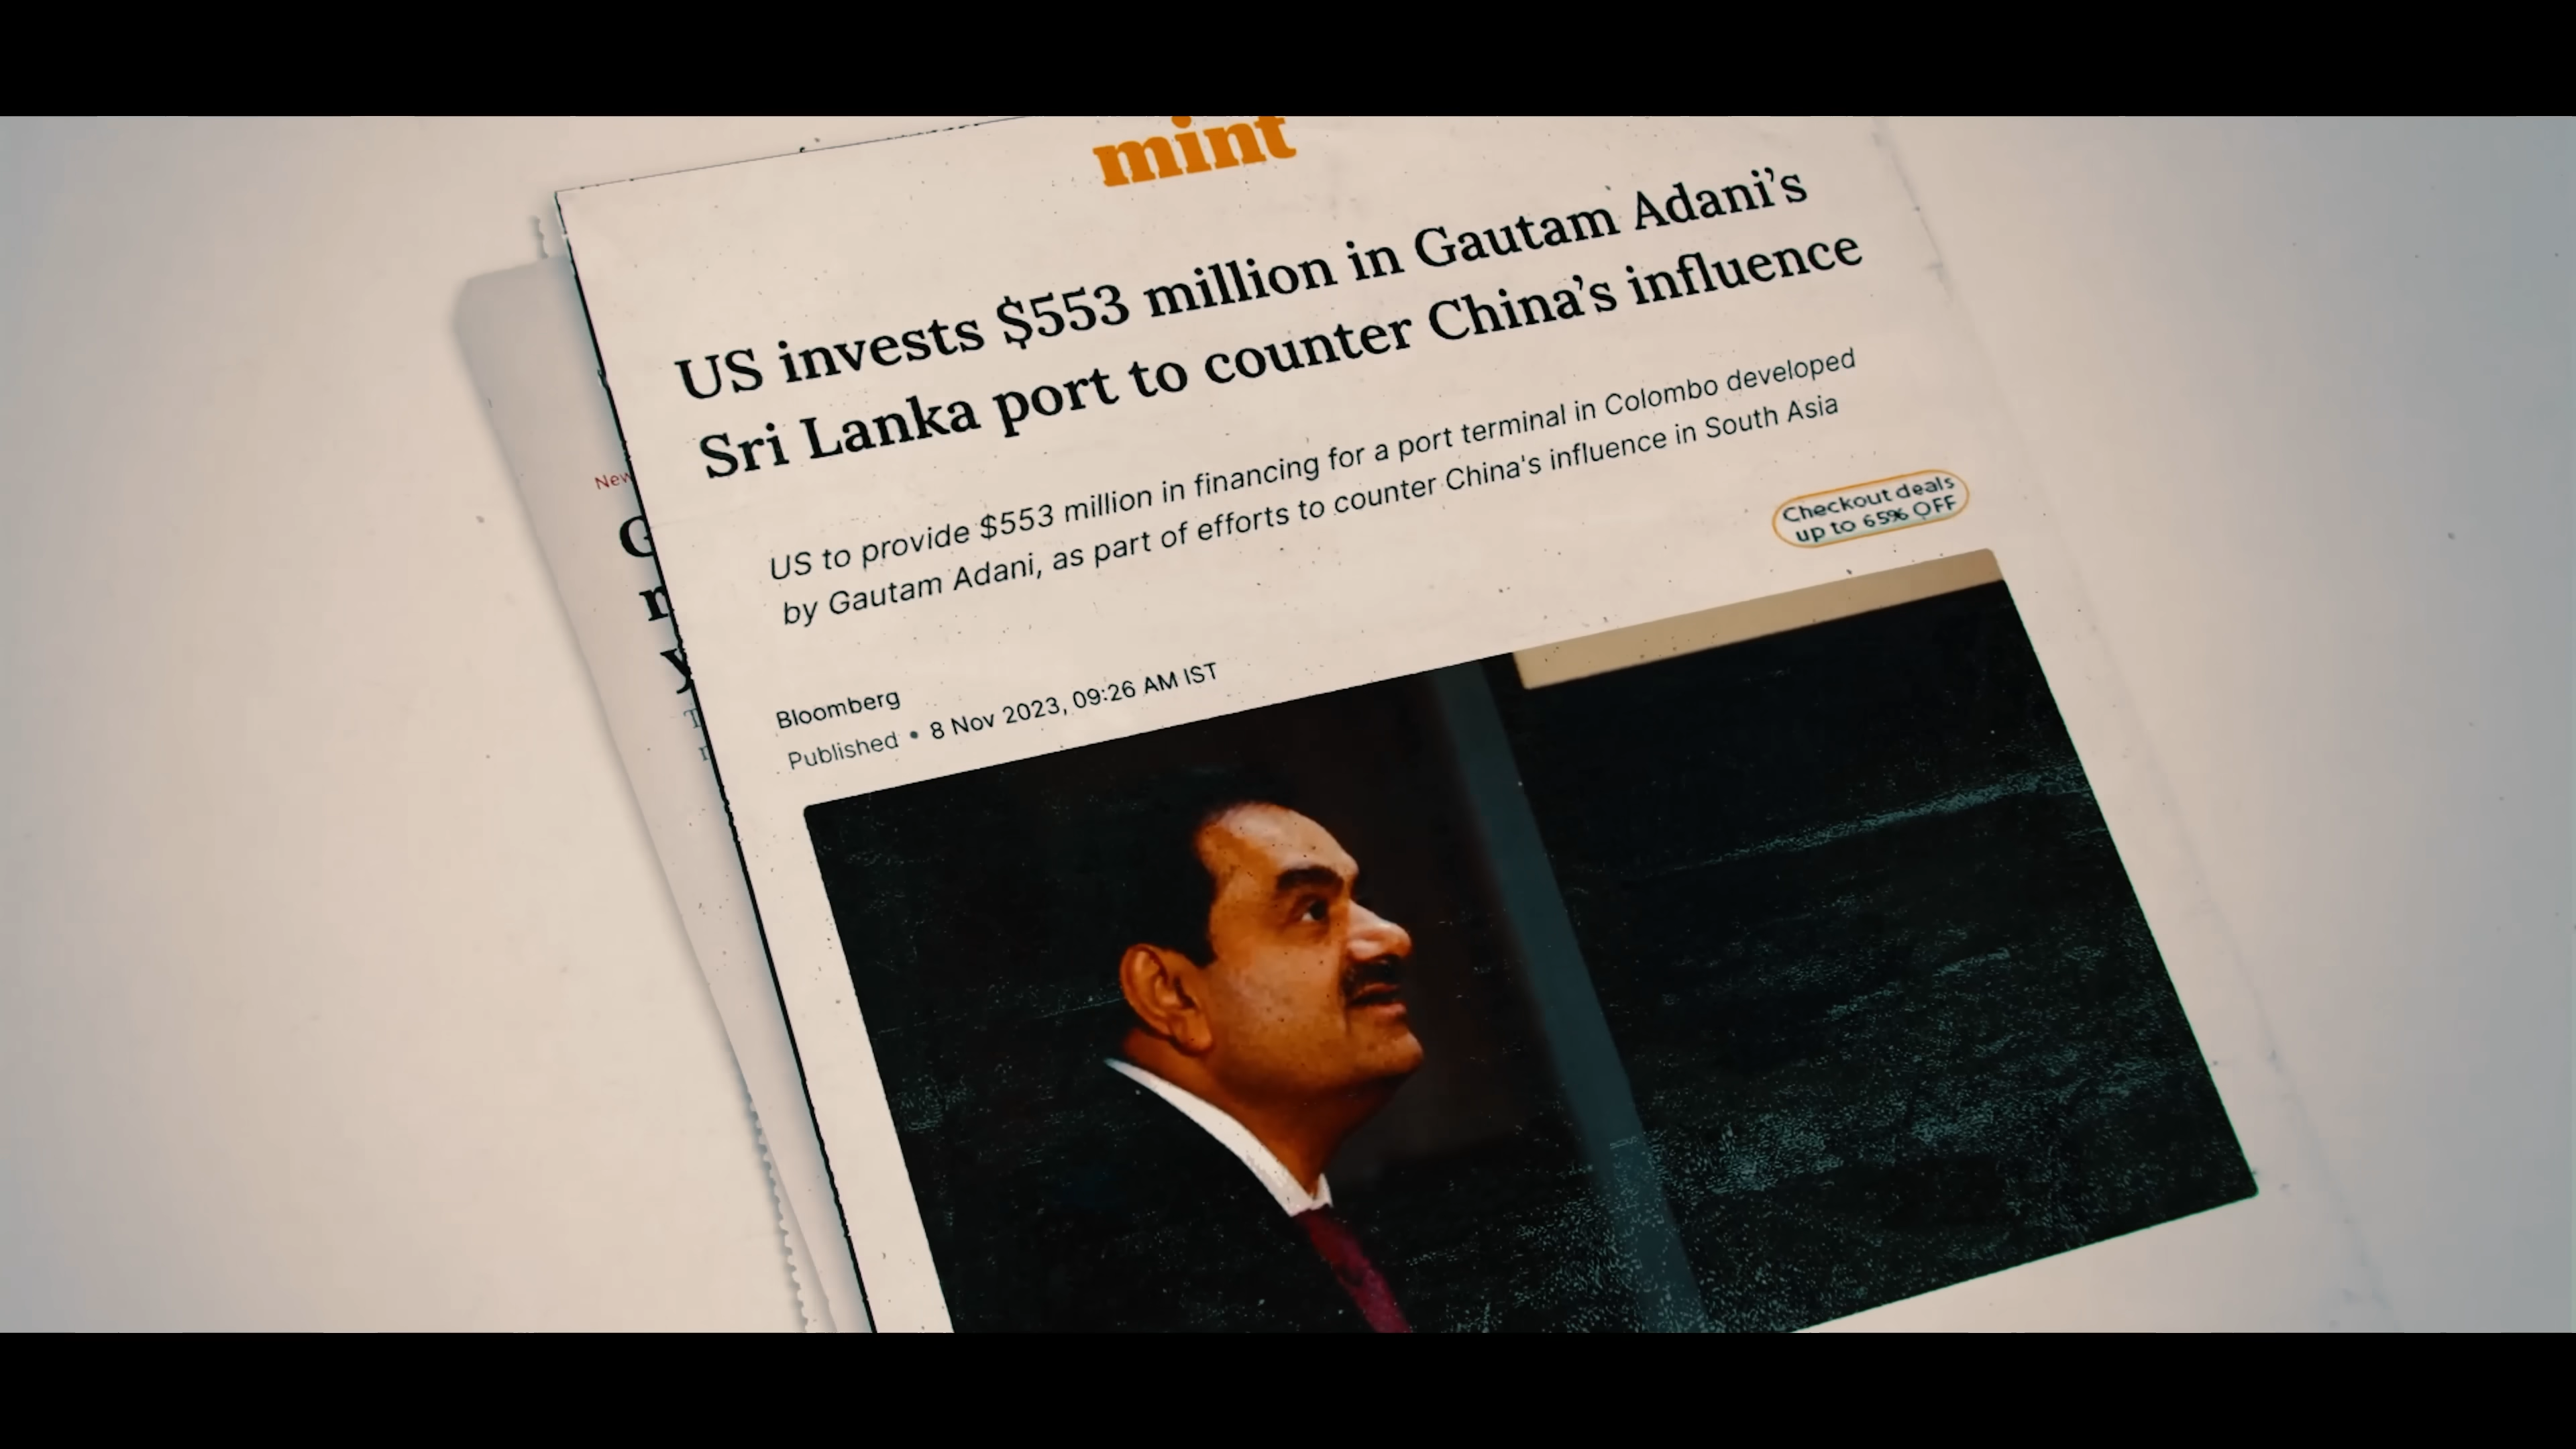 mint
US invests $553 million in Gautam Adani’s
Sri Lanka port to counter China’s influence
US to provide $553 million in financing for a port terminal in Colombo developed
by Gautam Adani, as part of efforts to counter China's influence in South Asia
Checkout deals
up to 65% OFF
Bloomberg
Published • 8 Nov 2023, 09:26 AM IST